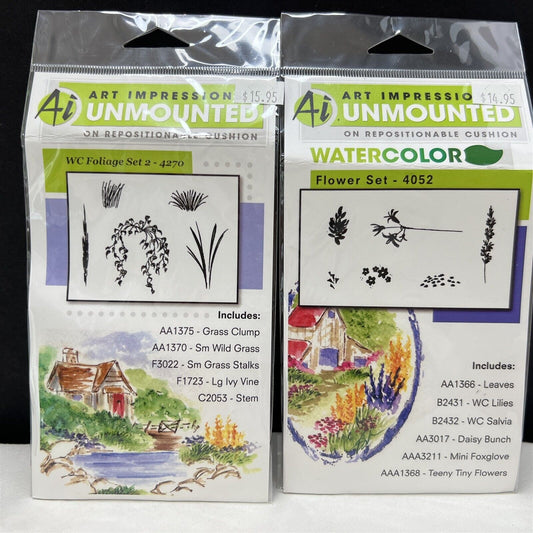 ART IMPRESSION
$15.95
Ai UNMOUNTED
ON REPOSITIONABLE CUSHION
WC Foliage Set 2 - 4270
Includes:
AA1375 - Grass Clump
AA1370 - Sm Wild Grass
F3022 - Sm Grass Stalks
F1723 - Lg Ivy Vine
C2053 - Stem
ART IMPRESSIO
$14.95
Ai UNMOUNTED
ON REPOSITIONABLE CUSHION
WATERCOLOR
Flower Set - 4052
Includes:
AA1366 - Leaves
B2431 - WC Lilies
B2432 - WC Salvia
AA3017 - Daisy Bunch
AAA3211 - Mini Foxglove
AAA1368 - Teeny Tiny Flowers